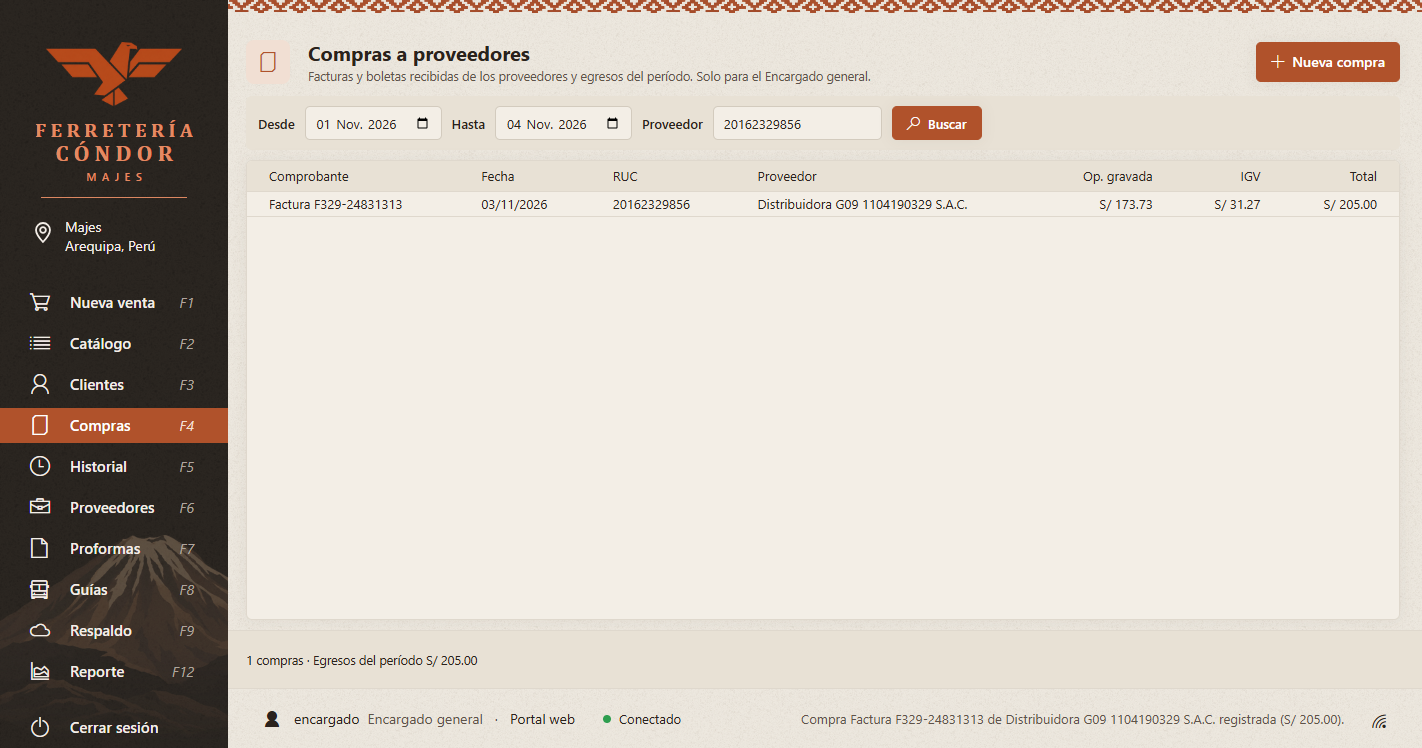 FERRETERÍA
CÓNDOR
MAJES
Majes
Arequipa, Perú
Nueva venta F1
Catálogo F2
Clientes F3
Compras F4
Historial F5
Proveedores F6
Proformas F7
Guías F8
Respaldo F9
Reporte F12
Cerrar sesión
Compras a proveedores
Facturas y boletas recibidas de los proveedores y egresos del período. Solo para el Encargado general.
Nueva compra
Desde 01 Nov. 2026 Hasta 04 Nov. 2026 Proveedor 20162329856 Buscar
Comprobante Fecha RUC Proveedor Op. gravada IGV Total
Factura F329-24831313 03/11/2026 20162329856 Distribuidora G09 1104190329 S.A.C. S/ 173.73 S/ 31.27 S/ 205.00
1 compras · Egresos del período S/ 205.00
encargado Encargado general · Portal web Conectado Compra Factura F329-24831313 de Distribuidora G09 1104190329 S.A.C. registrada (S/ 205.00).